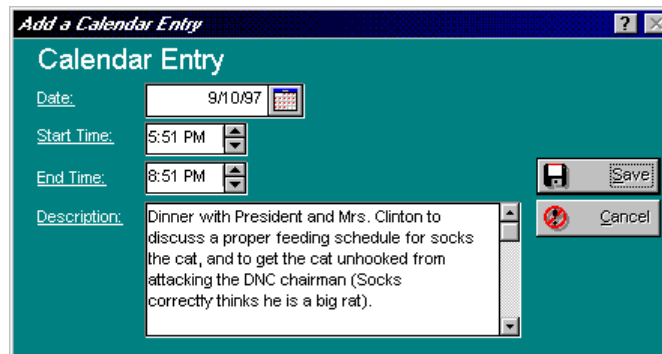 Add a Calendar Entry
Calendar Entry
Date: 9/10/97
Start Time: 5:51 PM
End Time: 8:51 PM
Save
Description: Dinner with President and Mrs. Clinton to
Cancel
discuss a proper feeding schedule for socks
the cat, and to get the cat unhooked from
attacking the DNC chairman (Socks
correctly thinks he is a big rat).